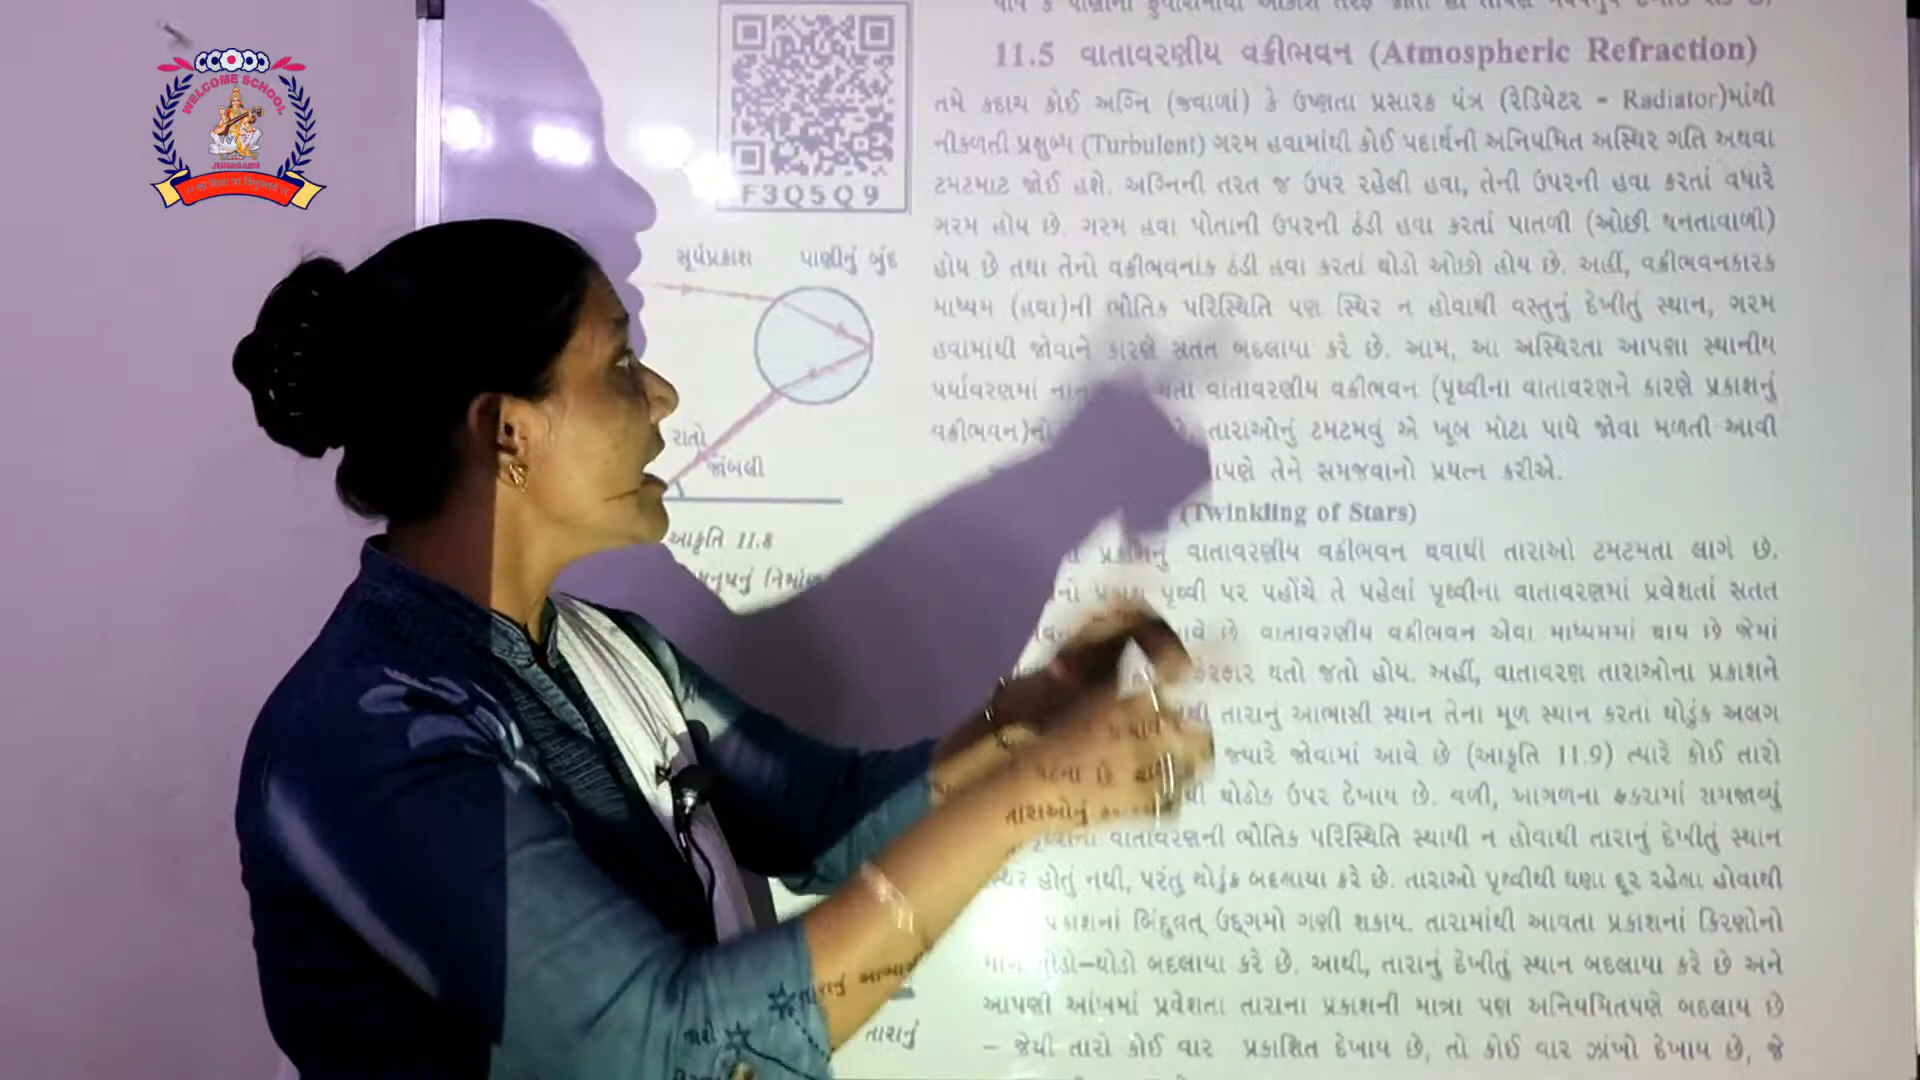 WELCOME SCHOOL
JUNAGADH
F3Q5Q9
સૂર્યપ્રકાશ પાણીનું બુંદ
રાતો
જાંબલી
આકૃતિ 11.8
11.5 વાતાવરણીય વક્રીભવન (Atmospheric Refraction)
તમે કદાચ કોઈ અગ્નિ (જ્વાળાં) કે ઉષ્ણતા પ્રસારક યંત્ર (રેડિયેટર - Radiator)માંથી
નીકળતી પ્રક્ષુબ્ધ (Turbulent) ગરમ હવામાંથી કોઈ પદાર્થની અનિયમિત અસ્થિર ગતિ અથવા
ટમટમાટ જોઈ હશે. અગ્નિની તરત જ ઉપર રહેલી હવા, તેની ઉપરની હવા કરતાં વધારે
ગરમ હોય છે. ગરમ હવા પોતાની ઉપરની ઠંડી હવા કરતાં પાતળી (ઓછી ઘનતાવાળી)
હોય છે તથા તેનો વક્રીભવનાંક ઠંડી હવા કરતાં થોડો ઓછો હોય છે. અહીં, વક્રીભવનકારક
માધ્યમ (હવા)ની ભૌતિક પરિસ્થિતિ પણ સ્થિર ન હોવાથી વસ્તુનું દેખીતું સ્થાન, ગરમ
હવામાંથી જોવાને કારણે સતત બદલાયા કરે છે. આમ, આ અસ્થિરતા આપણા સ્થાનીય
પર્યાવરણમાં વાતાવરણીય વક્રીભવન (પૃથ્વીના વાતાવરણને કારણે પ્રકાશનું
વક્રીભવન)નો તારાઓનું ટમટમવું એ ખૂબ મોટા પાયે જોવા મળતી આવી
તેને સમજવાનો પ્રયત્ન કરીએ.
(Twinkling of Stars)
પ્રકાશનું વાતાવરણીય વક્રીભવન થવાથી તારાઓ ટમટમતા લાગે છે.
પ્રકાશ પૃથ્વી પર પહોંચે તે પહેલાં પૃથ્વીના વાતાવરણમાં પ્રવેશતાં સતત
છે વાતાવરણીય વક્રીભવન એવા માધ્યમમાં થાય છે જેમાં
થતો જતો હોય. અહીં, વાતાવરણ તારાઓના પ્રકાશને
તારાનું આભાસી સ્થાન તેના મૂળ સ્થાન કરતાં થોડુંક અલગ
જ્યારે જોવામાં આવે છે (આકૃતિ 11.9) ત્યારે કોઈ તારો
થોડોક ઉપર દેખાય છે. વળી, આગળના ફકરામાં સમજાવ્યું
તારાઓનું
વાતાવરણની ભૌતિક પરિસ્થિતિ સ્થાયી ન હોવાથી તારાનું દેખીતું સ્થાન
હોતું નથી, પરંતુ થોડુંક બદલાયા કરે છે. તારાઓ પૃથ્વીથી ઘણા દૂર રહેલા હોવાથી
પ્રકાશનાં બિંદુવત્ ઉદ્ગમો ગણી શકાય. તારામાંથી આવતા પ્રકાશનાં કિરણોનો
થોડો-થોડો બદલાયા કરે છે. આથી, તારાનું દેખીતું સ્થાન બદલાયા કરે છે અને
આપણી આંખમાં પ્રવેશતા તારાના પ્રકાશની માત્રા પણ અનિયમિતપણે બદલાય છે
- જેથી તારો કોઈ વાર પ્રકાશિત દેખાય છે, તો કોઈ વાર ઝાંખો દેખાય છે, જે
તારાનું
તારો
તારાનું